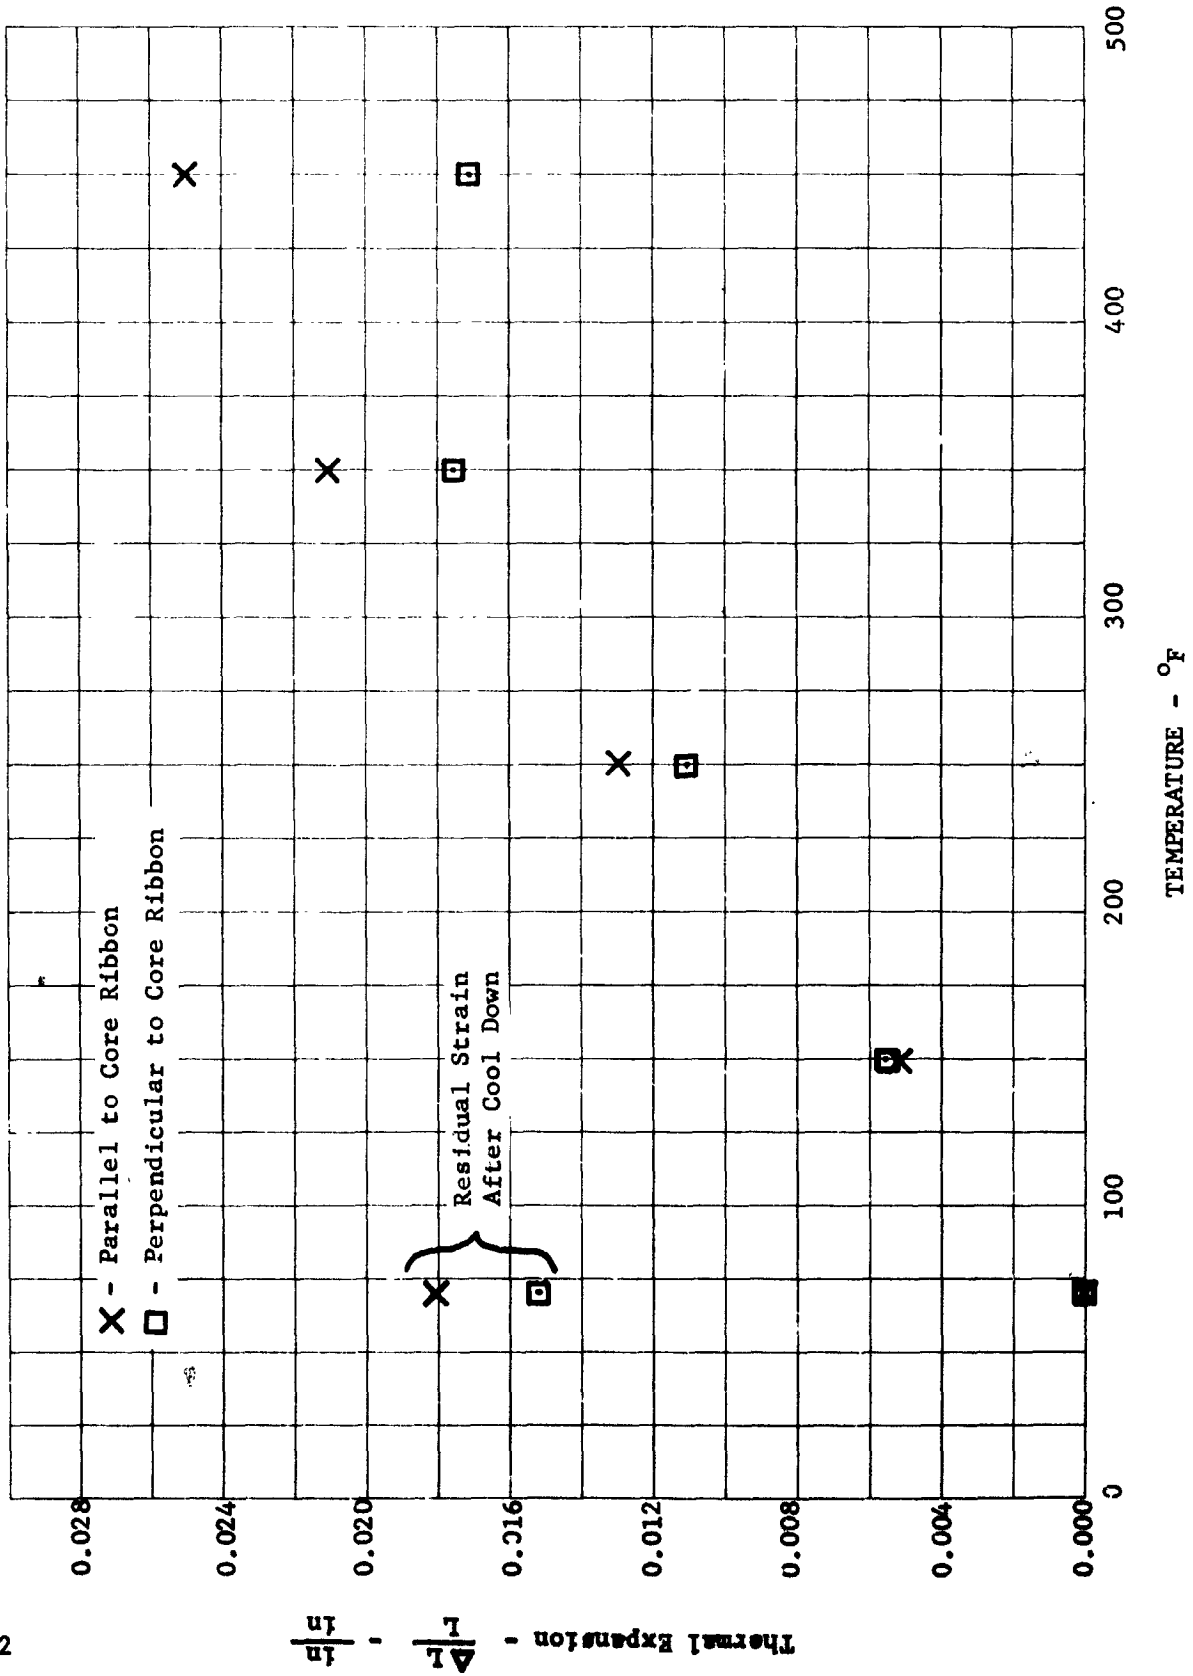 X - Parallel to Core Ribbon
□ - Perpendicular to Core Ribbon
Residual Strain
After Cool Down
0.028
0.024
0.020
0.016
0.012
0.008
0.004
0.000
0
100
200
300
400
500
TEMPERATURE - °F
Thermal Expansion - ΔL/L - in/in
2